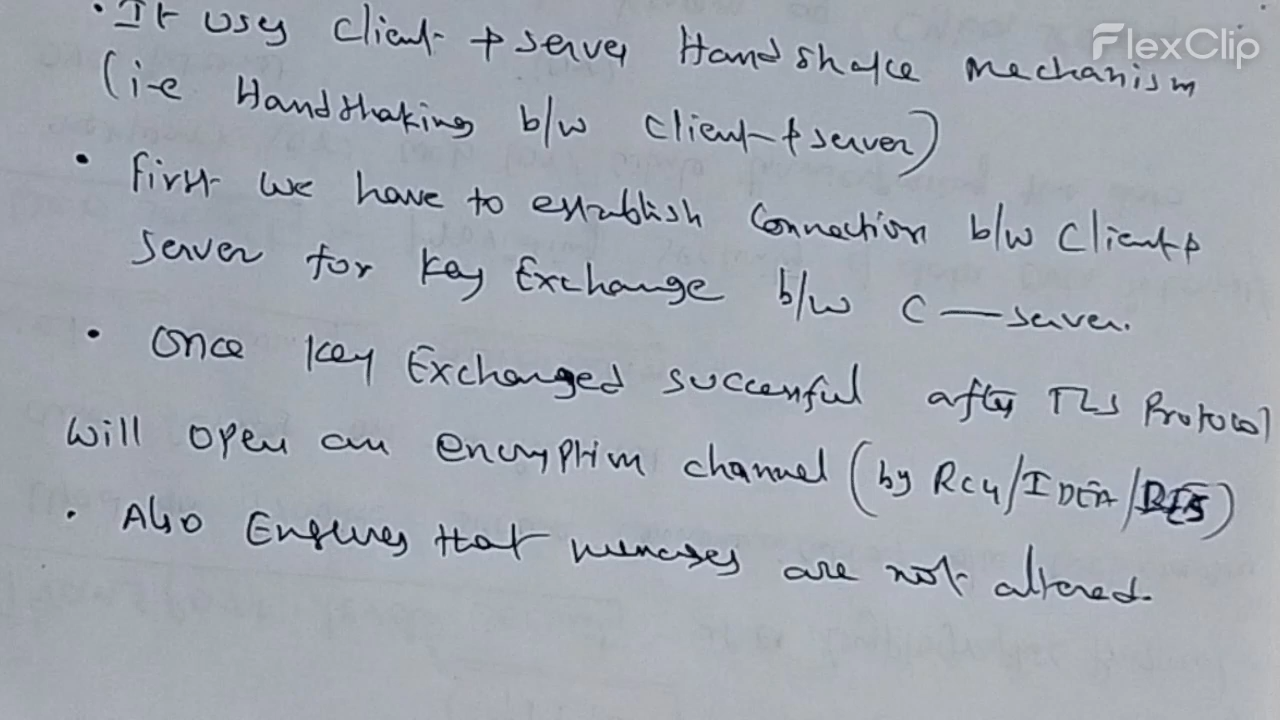 FlexClip
• It uses Client + server Handshake mechanism
(i.e Handshaking b/w client + server)
• First we have to establish Connection b/w Client +
server for key Exchange b/w C — server.
• Once key Exchanged successful after TLS Protocol
will open an encryption channel (by RC4/IDEA/DES)
• Also Ensures that messages are not altered.